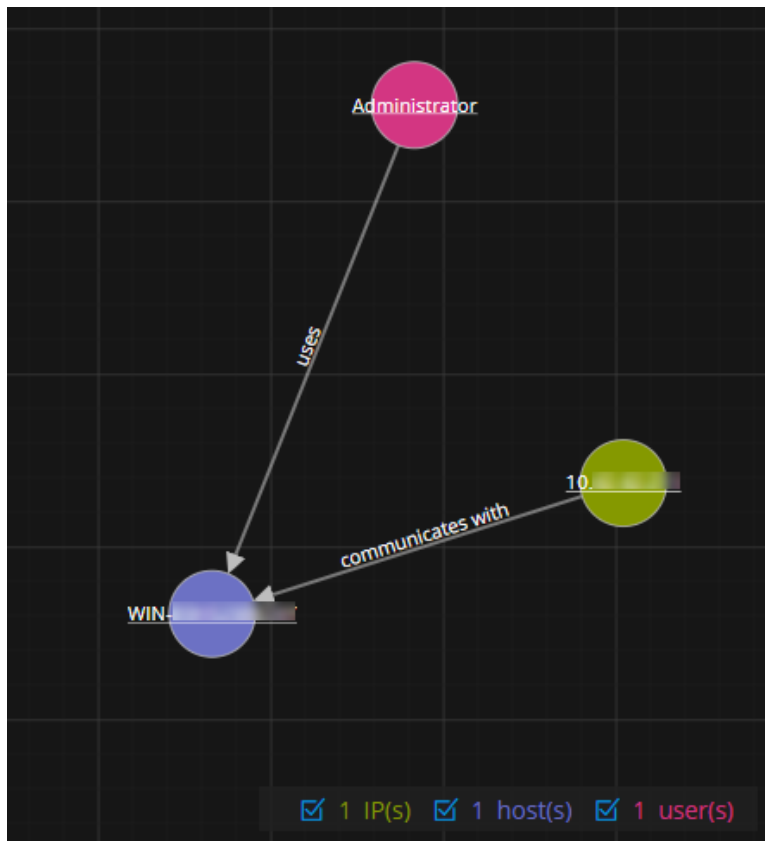 Administrator
uses
10.
communicates with
WIN-
1 IP(s) 1 host(s) 1 user(s)